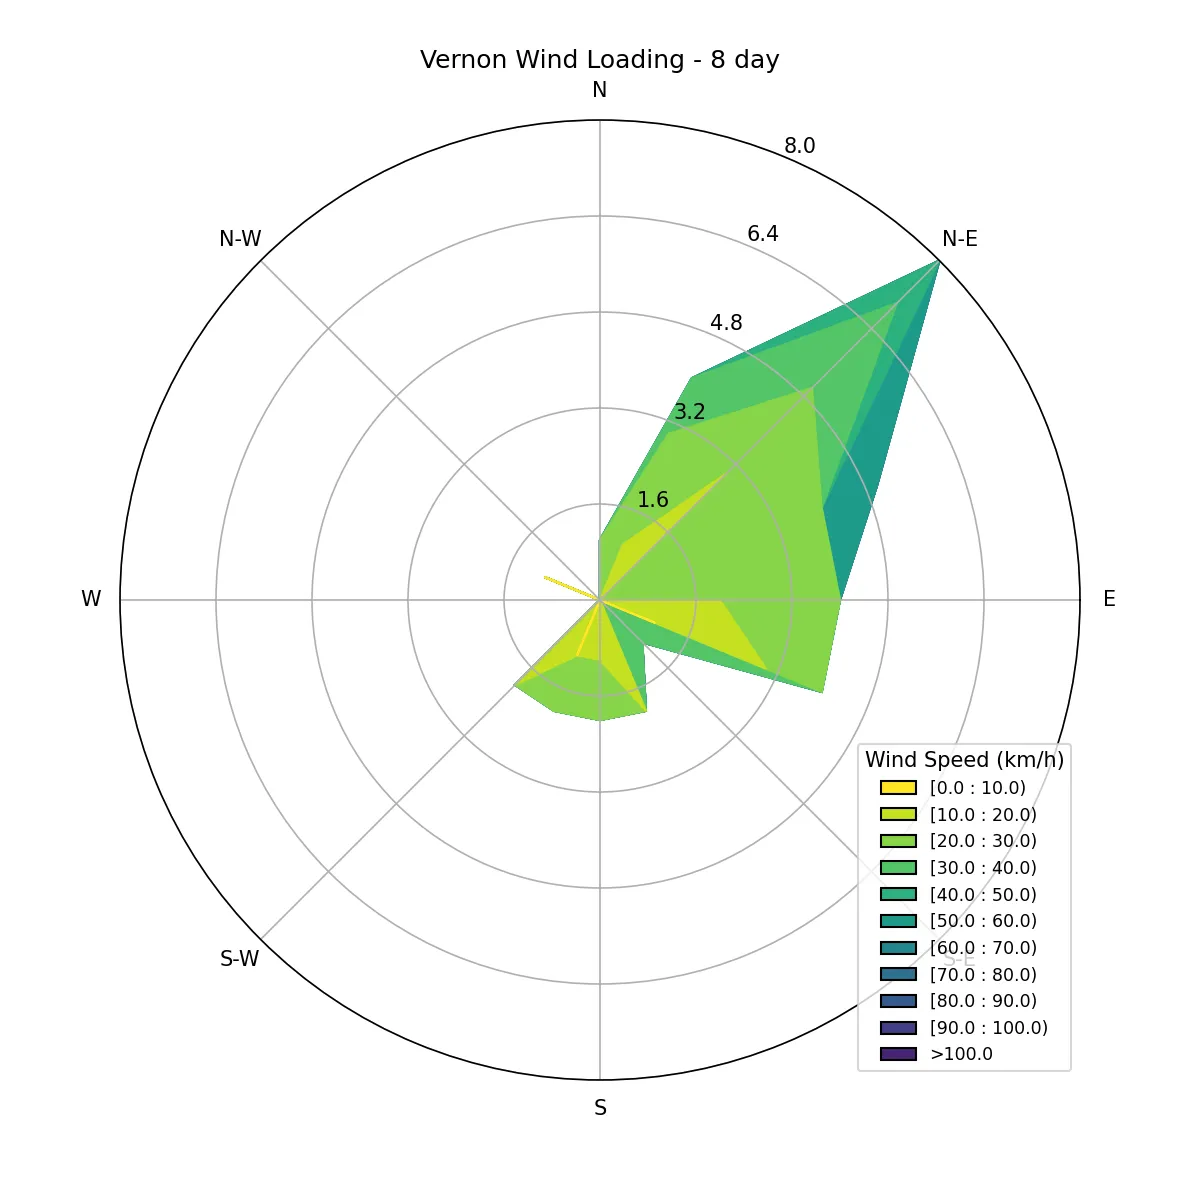 Vernon Wind Loading - 8 day
N
8.0
6.4
N-W
N-E
4.8
3.2
1.6
W
E
Wind Speed (km/h)
[0.0 : 10.0)
[10.0 : 20.0)
[20.0 : 30.0)
[30.0 : 40.0)
[40.0 : 50.0)
[50.0 : 60.0)
[60.0 : 70.0)
S-W
S-E
[70.0 : 80.0)
[80.0 : 90.0)
[90.0 : 100.0)
>100.0
S